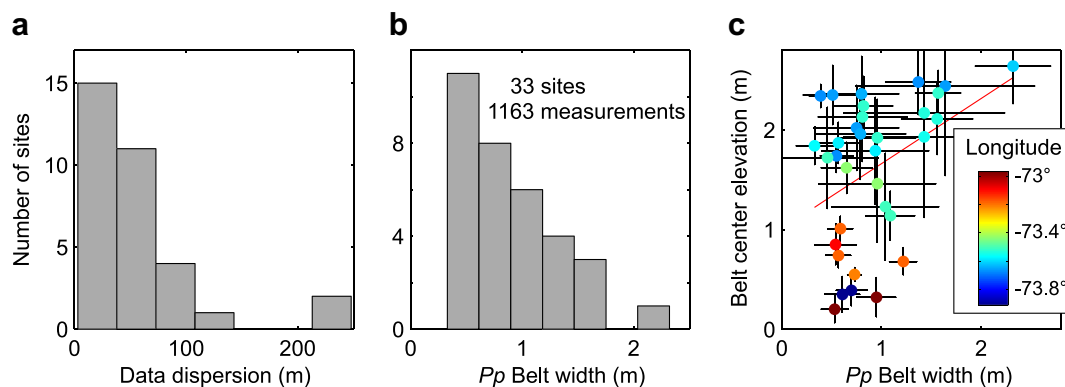 a
b
c
15
10
5
0
Number of sites
0
100
200
Data dispersion (m)
8
4
0
33 sites
1163 measurements
0
1
2
Pp Belt width (m)
2
1
0
Belt center elevation (m)
Longitude
-73°
-73.4°
-73.8°
0
1
2
Pp Belt width (m)